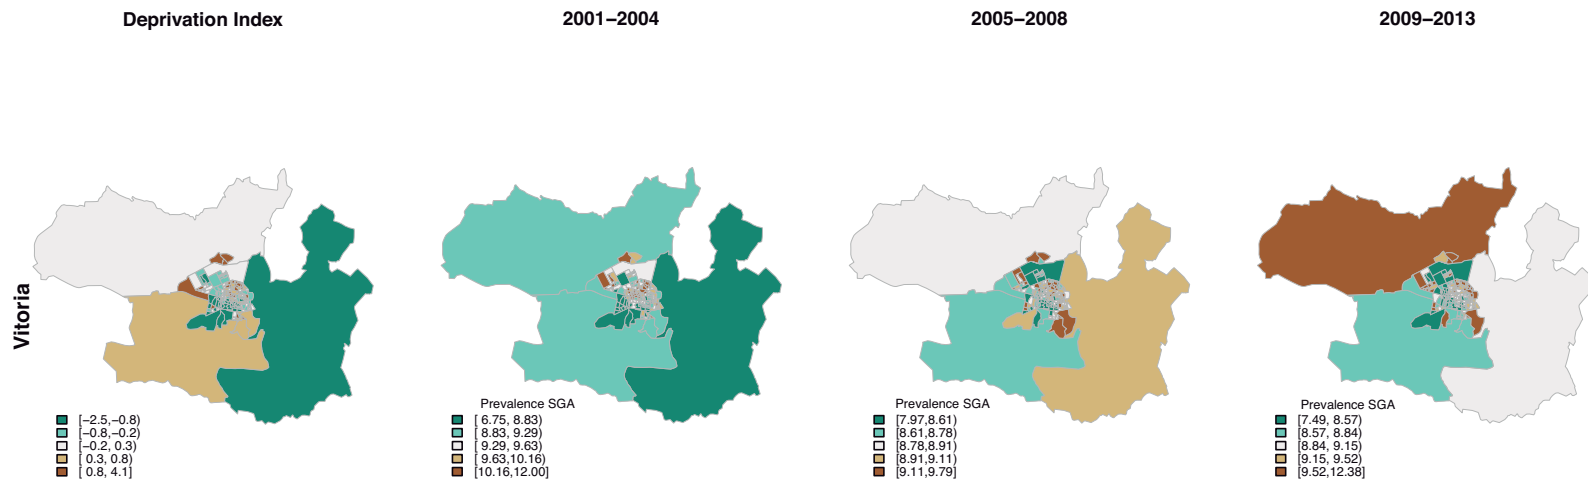 Deprivation Index
2001–2004
2005–2008
2009–2013
Vitoria
[−2.5,−0.8)
[−0.8,−0.2)
[−0.2, 0.3)
[ 0.3, 0.8)
[ 0.8, 4.1]
Prevalence SGA
[ 6.75, 8.83)
[ 8.83, 9.29)
[ 9.29, 9.63)
[ 9.63,10.16)
[10.16,12.00]
Prevalence SGA
[7.97,8.61)
[8.61,8.78)
[8.78,8.91)
[8.91,9.11)
[9.11,9.79]
Prevalence SGA
[7.49, 8.57)
[8.57, 8.84)
[8.84, 9.15)
[9.15, 9.52)
[9.52,12.38]